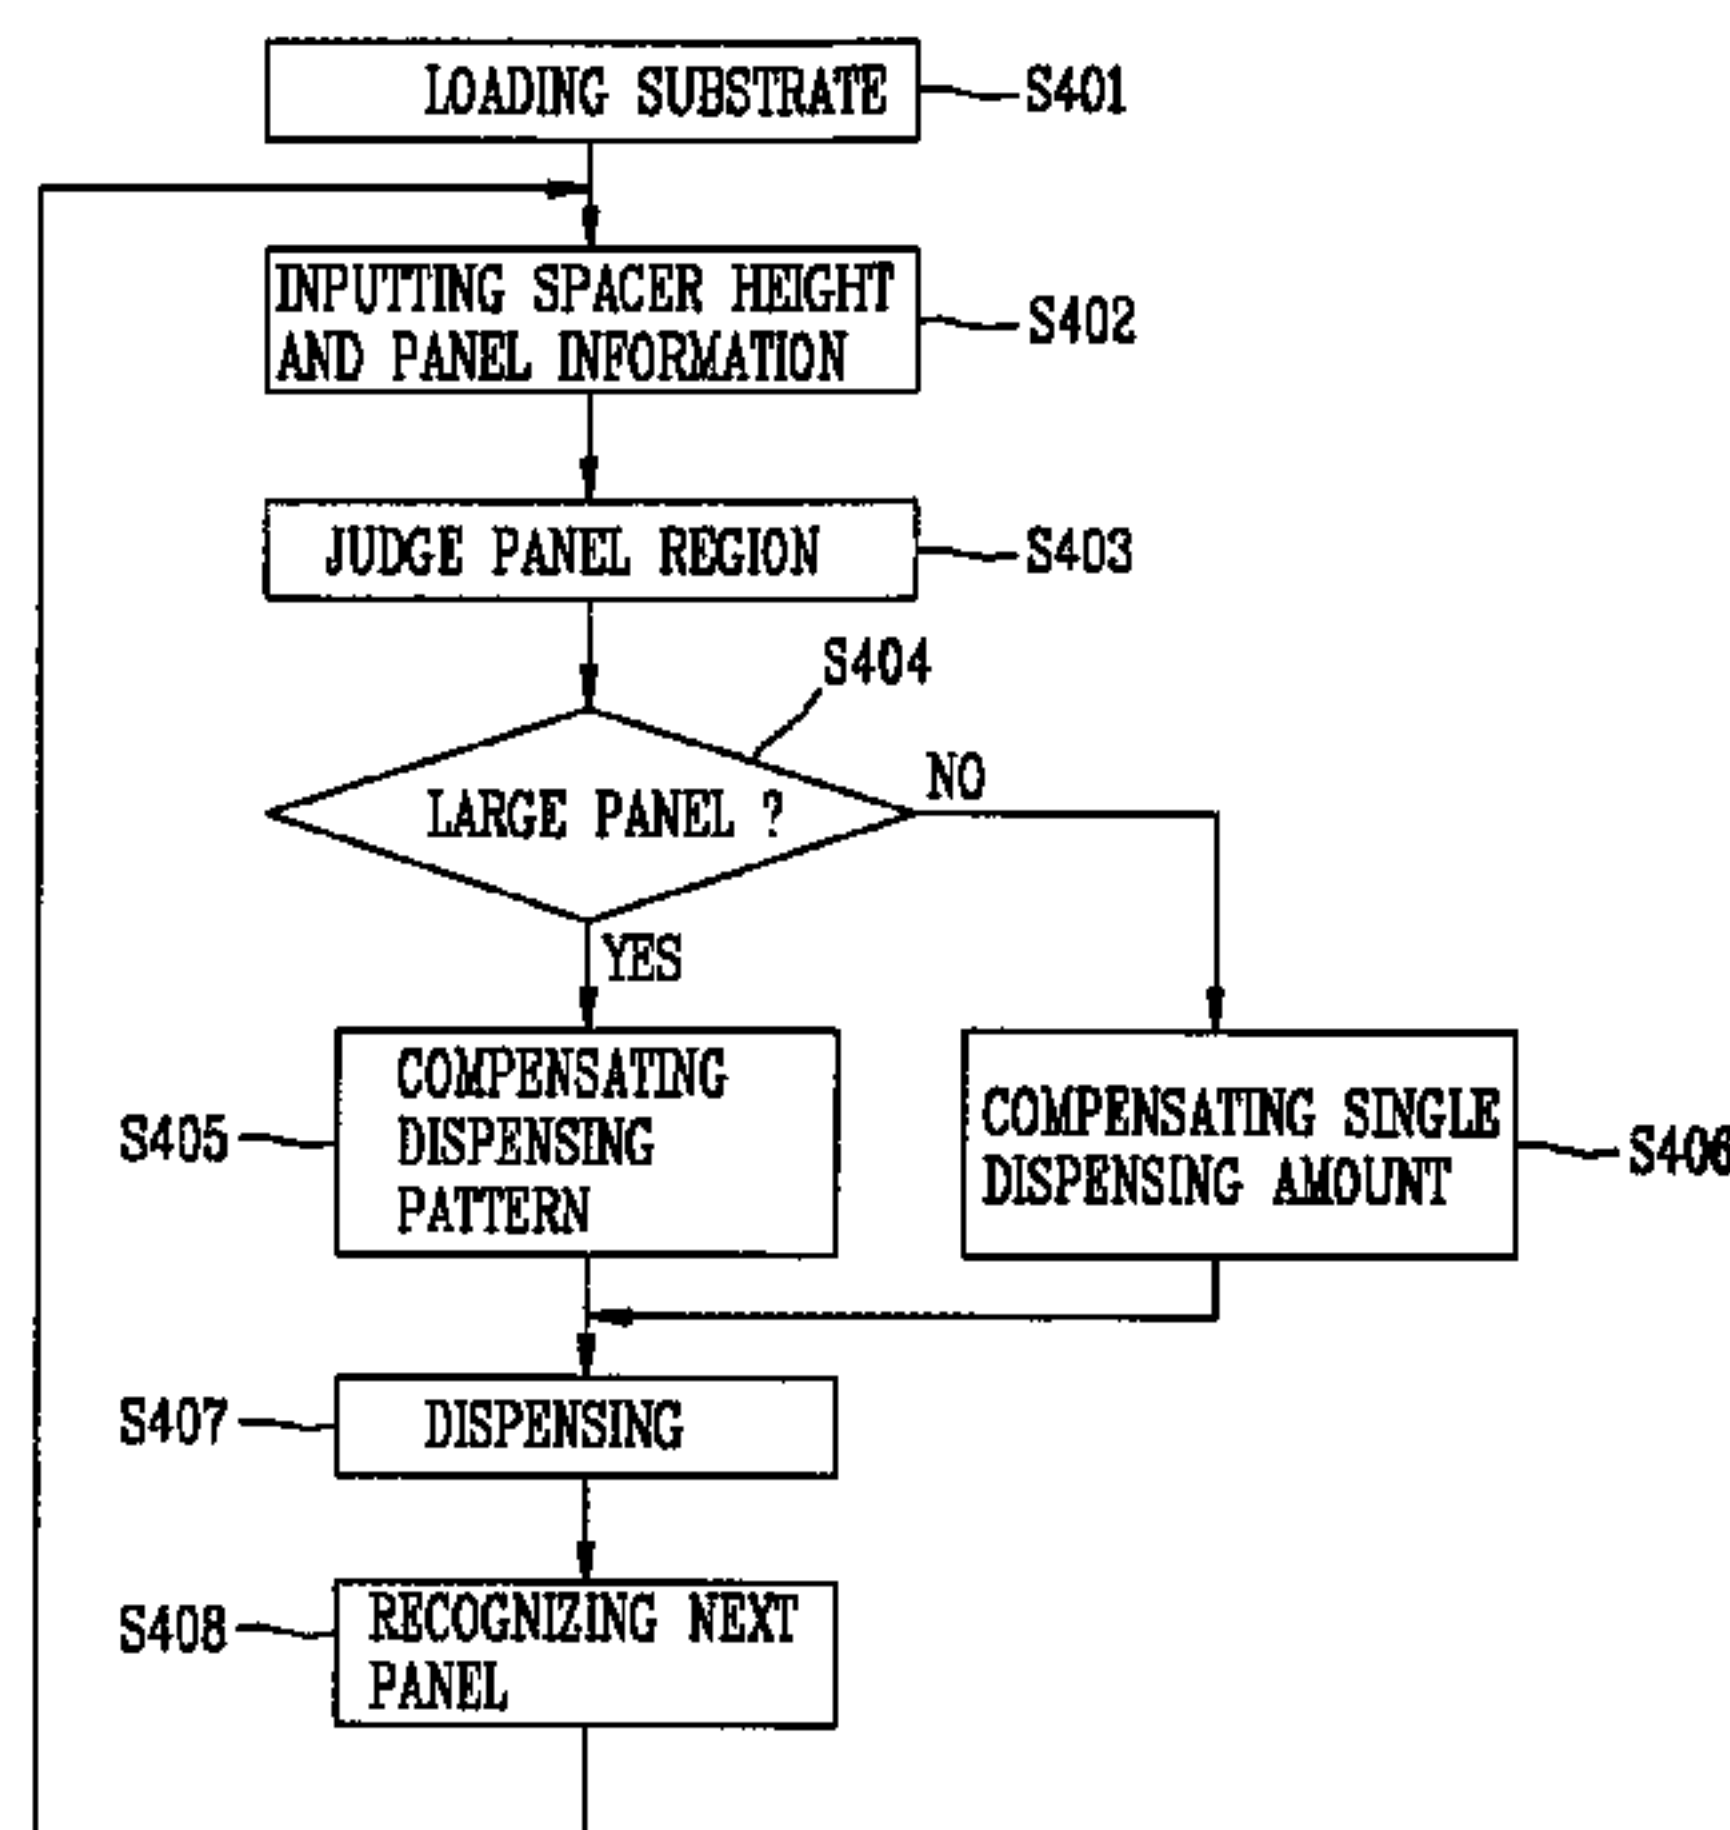 LOADING SUBSTRATE
S401
INPUTTING SPACER HEIGHT
AND PANEL INFORMATION
S402
JUDGE PANEL REGION
S403
S404
LARGE PANEL ?
NO
YES
COMPENSATING
DISPENSING
PATTERN
S405
COMPENSATING SINGLE
DISPENSING AMOUNT
S406
DISPENSING
S407
RECOGNIZING NEXT
PANEL
S408